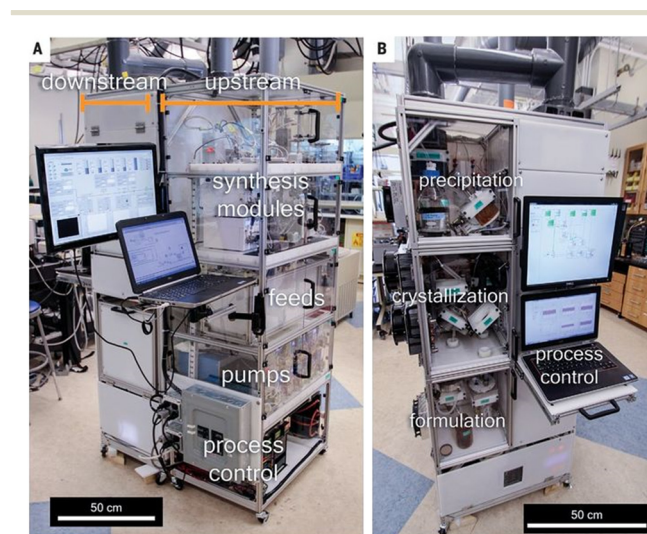 A
downstream
upstream
synthesis
modules
feeds
pumps
process
control
50 cm
B
precipitation
crystallization
process
control
formulation
50 cm